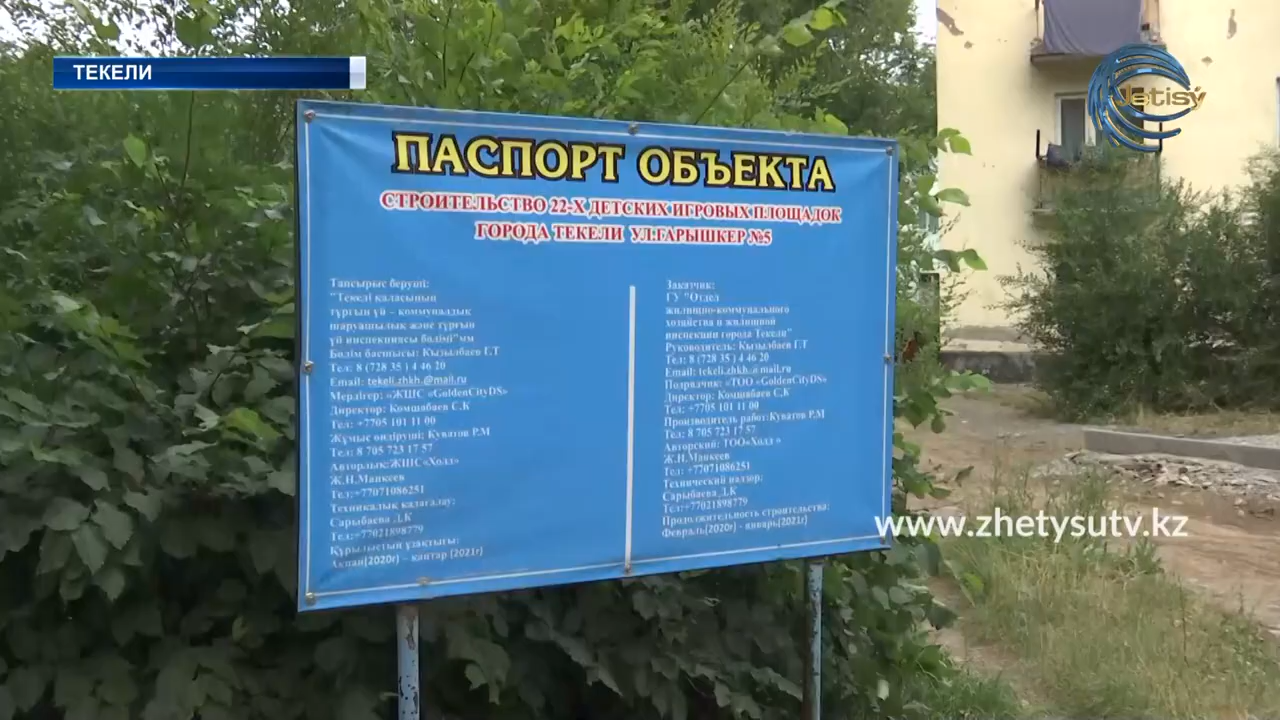 ТЕКЕЛИ
Jetisý
ПАСПОРТ ОБЪЕКТА
СТРОИТЕЛЬСТВО 22-Х ДЕТСКИХ ИГРОВЫХ ПЛОЩАДОК
ГОРОДА ТЕКЕЛИ УЛ:ГАРЫШКЕР №5
Тапсырыс беруші:
"Текелі қаласының
тұрғын үй – коммуналдық
шаруашылық және тұрғын
үй инспекциясы бөлімі"мм
Бөлім басшысы: Кызылбаев Г.Т
Тел: 8 (728 35 ) 4 46 20
Email: tekeli.zhkh.@mail.ru
Мердігер: «ЖШС «GoldenCityDS»
Директор: Комшабаев С.К
Тел: +7705 101 11 00
Жұмыс өндіруші: Куватов Р.М
Тел: 8 705 723 17 57
Авторлық:ЖШС«Холл»
Ж.Н.Манкеев
Тел:+77071086251
Техникалық қадағалау:
Сарыбаева Д.К
Тел:+77021898779
Құрылыстың ұзақтығы:
Ақпан(2020г) – қаңтар (2021г)
Заказчик:
ГУ "Отдел
жилищно-коммунального
хозяйства и жилищной
инспекции города Текели"
Руководитель: Кызылбаев Г.Т
Тел: 8 (728 35 ) 4 46 20
Email: tekeli.zhkh.@mail.ru
Подрядчик: «ТОО «GoldenCityDS»
Директор: Комшабаев С.К
Тел: +7705 101 11 00
Производитель работ:Куватов Р.М
Тел: 8 705 723 17 57
Авторский: ТОО«Холл »
Ж.Н.Манкеев
Тел: +77071086251
Технический надзор:
Сарыбаева Д.К
Тел:+77021898779
Продолжительность строительства:
Февраль(2020г) - январь(2021г)
www.zhetysutv.kz